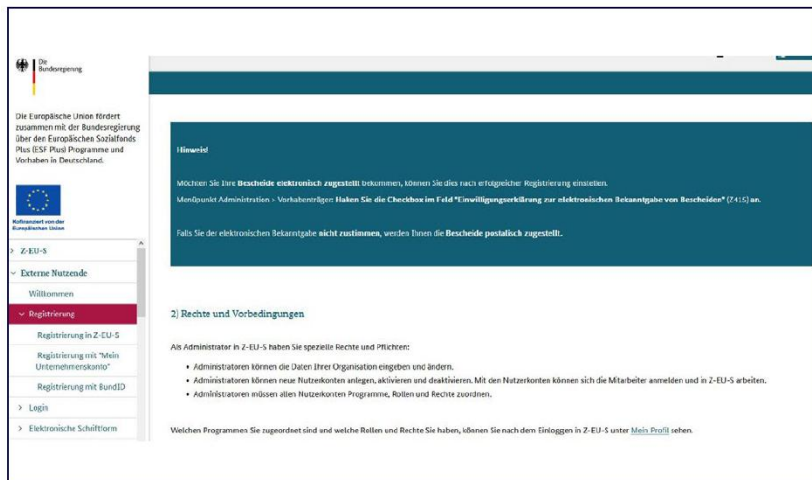 Die
Bundesregierung
Die Europäische Union fördert
zusammen mit der Bundesregierung
über den Europäischen Sozialfonds
Plus (ESF Plus) Programme und
Vorhaben in Deutschland.
Kofinanziert von der
Europäischen Union
Z-EU-S
Externe Nutzende
Willkommen
Registrierung
Registrierung in Z-EU-S
Registrierung mit "Mein
Unternehmenskonto"
Registrierung mit BundID
Login
Elektronische Schriftform
Hinweis!
Möchten Sie Ihre Bescheide elektronisch zugestellt bekommen, können Sie dies nach erfolgreicher Registrierung einstellen.
Menüpunkt Administration > Vorhabenträger: Haken Sie die Checkbox im Feld "Einwilligungserklärung zur elektronischen Bekanntgabe von Bescheiden" (Z415) an.
Falls Sie der elektronischen Bekanntgabe nicht zustimmen, werden Ihnen die Bescheide postalisch zugestellt.
2) Rechte und Vorbedingungen
Als Administrator in Z-EU-S haben Sie spezielle Rechte und Pflichten:
• Administratoren können die Daten Ihrer Organisation eingeben und ändern.
• Administratoren können neue Nutzerkonten anlegen, aktivieren und deaktivieren. Mit den Nutzerkonten können sich die Mitarbeiter anmelden und in Z-EU-S arbeiten.
• Administratoren müssen allen Nutzerkonten Programme, Rollen und Rechte zuordnen.
Welchen Programmen Sie zugeordnet sind und welche Rollen und Rechte Sie haben, können Sie nach dem Einloggen in Z-EU-S unter Mein Profil sehen.